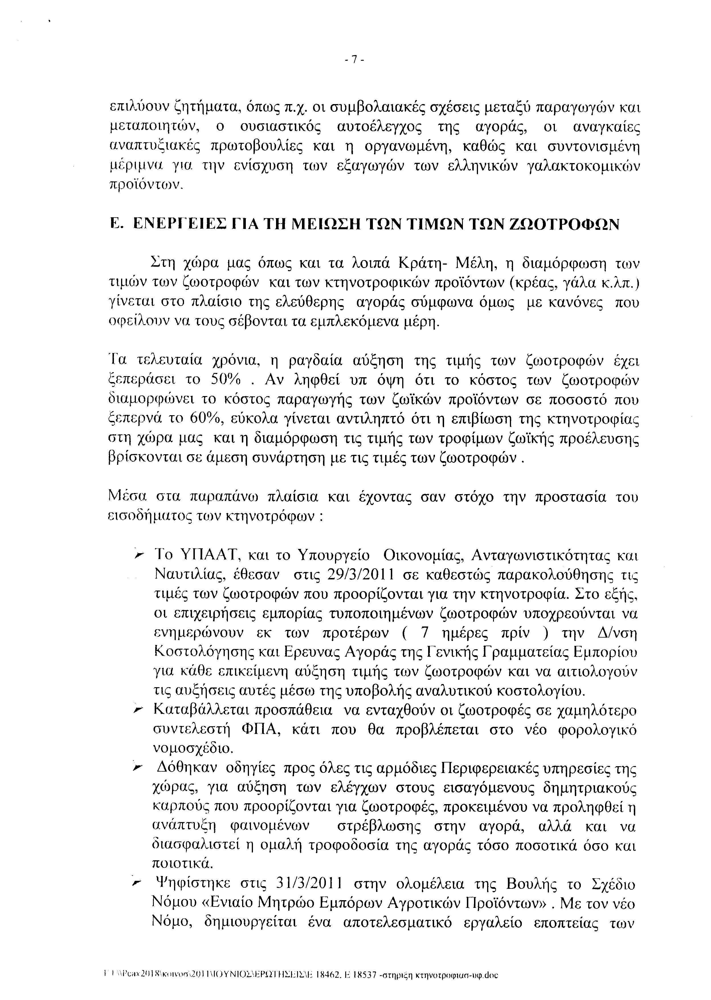 - 7 -
επιλύουν ζητήματα, όπως π.χ. οι συμβολαιακές σχέσεις μεταξύ παραγωγών και
μεταποιητών, ο ουσιαστικός αυτοέλεγχος της αγοράς, οι αναγκαίες
αναπτυξιακές πρωτοβουλίες και η οργανωμένη, καθώς και συντονισμένη
μέριμνα για την ενίσχυση των εξαγωγών των ελληνικών γαλακτοκομικών
προϊόντων.
Ε. ΕΝΕΡΓΕΙΕΣ ΓΙΑ ΤΗ ΜΕΙΩΣΗ ΤΩΝ ΤΙΜΩΝ ΤΩΝ ΖΩΟΤΡΟΦΩΝ
Στη χώρα μας όπως και τα λοιπά Κράτη- Μέλη, η διαμόρφωση των
τιμών των ζωοτροφών και των κτηνοτροφικών προϊόντων (κρέας, γάλα κ.λπ.)
γίνεται στο πλαίσιο της ελεύθερης αγοράς σύμφωνα όμως με κανόνες που
οφείλουν να τους σέβονται τα εμπλεκόμενα μέρη.
Τα τελευταία χρόνια, η ραγδαία αύξηση της τιμής των ζωοτροφών έχει
ξεπεράσει το 50% . Αν ληφθεί υπ όψη ότι το κόστος των ζωοτροφών
διαμορφώνει το κόστος παραγωγής των ζωϊκών προϊόντων σε ποσοστό που
ξεπερνά το 60%, εύκολα γίνεται αντιληπτό ότι η επιβίωση της κτηνοτροφίας
στη χώρα μας και η διαμόρφωση τις τιμής των τροφίμων ζωϊκής προέλευσης
βρίσκονται σε άμεση συνάρτηση με τις τιμές των ζωοτροφών .
Μέσα στα παραπάνω πλαίσια και έχοντας σαν στόχο την προστασία του
εισοδήματος των κτηνοτρόφων :
➢ Το ΥΠΑΑΤ, και το Υπουργείο Οικονομίας, Ανταγωνιστικότητας και
Ναυτιλίας, έθεσαν στις 29/3/2011 σε καθεστώς παρακολούθησης τις
τιμές των ζωοτροφών που προορίζονται για την κτηνοτροφία. Στο εξής,
οι επιχειρήσεις εμπορίας τυποποιημένων ζωοτροφών υποχρεούνται να
ενημερώνουν εκ των προτέρων ( 7 ημέρες πρίν ) την Δ/νση
Κοστολόγησης και Ερευνας Αγοράς της Γενικής Γραμματείας Εμπορίου
για κάθε επικείμενη αύξηση τιμής των ζωοτροφών και να αιτιολογούν
τις αυξήσεις αυτές μέσω της υποβολής αναλυτικού κοστολογίου.
➢ Καταβάλλεται προσπάθεια να ενταχθούν οι ζωοτροφές σε χαμηλότερο
συντελεστή ΦΠΑ, κάτι που θα προβλέπεται στο νέο φορολογικό
νομοσχέδιο.
➢ Δόθηκαν οδηγίες προς όλες τις αρμόδιες Περιφερειακές υπηρεσίες της
χώρας, για αύξηση των ελέγχων στους εισαγόμενους δημητριακούς
καρπούς που προορίζονται για ζωοτροφές, προκειμένου να προληφθεί η
ανάπτυξη φαινομένων στρέβλωσης στην αγορά, αλλά και να
διασφαλιστεί η ομαλή τροφοδοσία της αγοράς τόσο ποσοτικά όσο και
ποιοτικά.
➢ Ψηφίστηκε στις 31/3/2011 στην ολομέλεια της Βουλής το Σχέδιο
Νόμου «Ενιαίο Μητρώο Εμπόρων Αγροτικών Προϊόντων» . Με τον νέο
Νόμο, δημιουργείται ένα αποτελεσματικό εργαλείο εποπτείας των
\\Pcax2018\κοινοσ\2011\ΙΟΥΝΙΟΣ\ΕΡΩΤΗΣΕΙΣ\Ε 18462. Ε 18537 -στηριξη κτηνοτροφιασ-υφ.doc